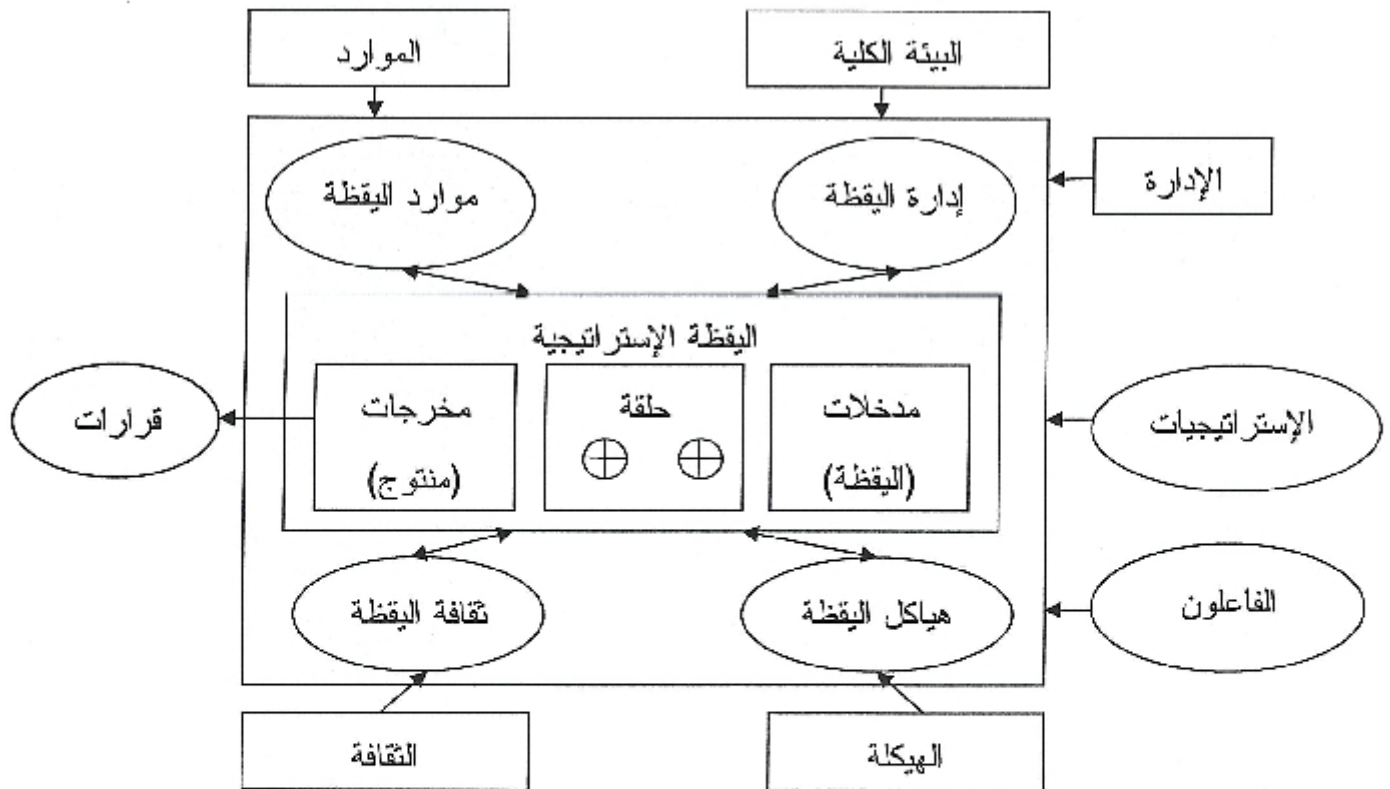 البيئة الكلية
الموارد
الإدارة
إدارة اليقظة
موارد اليقظة
اليقظة الإستراتيجية
الإستراتيجيات
مدخلات
(اليقظة)
حلقة
مخرجات
(منتوج)
قرارات
الفاعلون
هياكل اليقظة
ثقافة اليقظة
الهيكلة
الثقافة